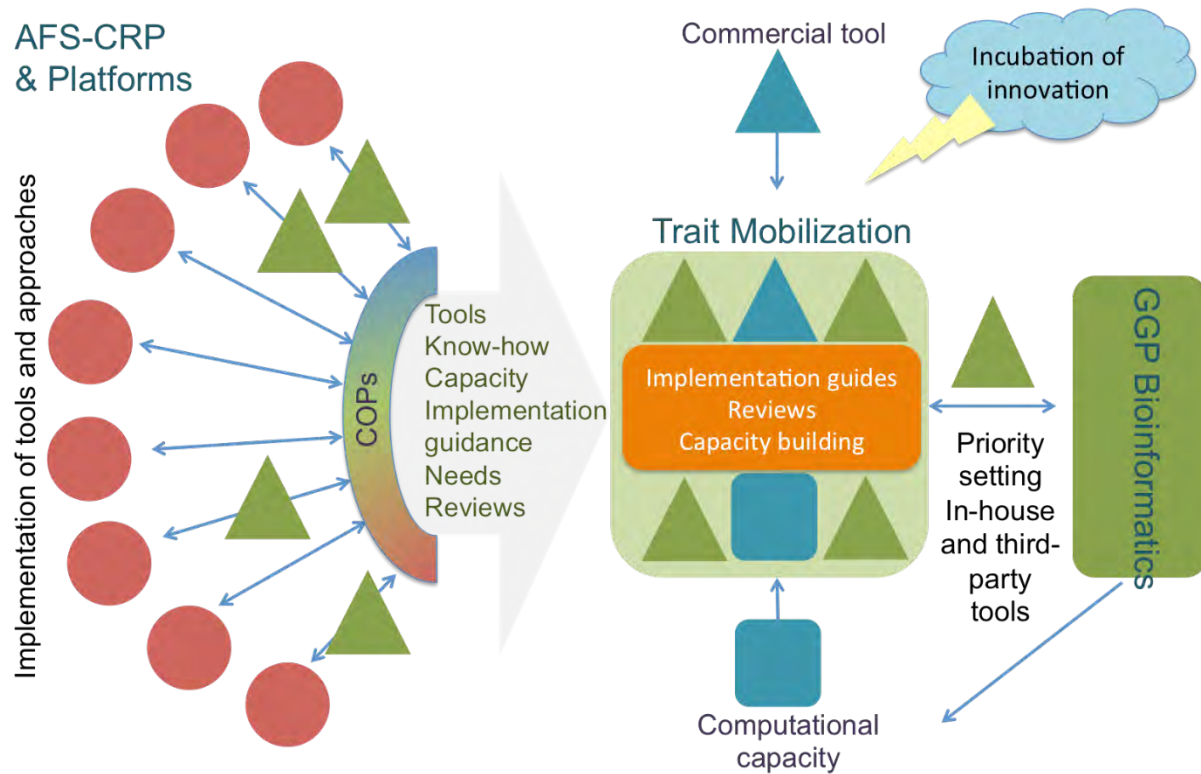 AFS-CRP
& Platforms
Implementation of tools and approaches
COPs
Tools
Know-how
Capacity
Implementation
guidance
Needs
Reviews
Commercial tool
Incubation of
innovation
Trait Mobilization
Implementation guides
Reviews
Capacity building
Computational
capacity
Priority
setting
In-house
and third-
party
tools
GGP Bioinformatics